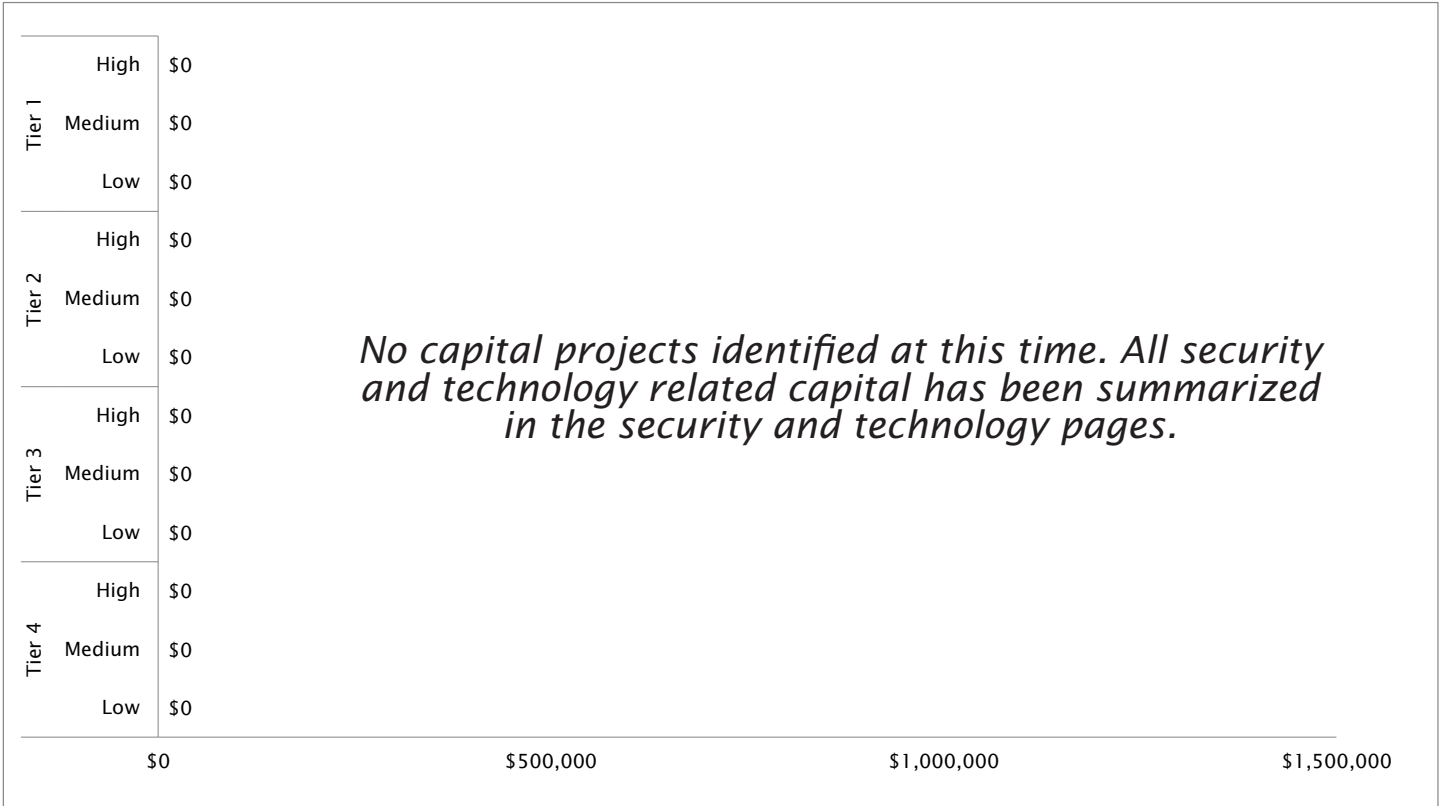 Tier 1
High $0
Medium $0
Low $0
Tier 2
High $0
Medium $0
Low $0
Tier 3
High $0
Medium $0
Low $0
Tier 4
High $0
Medium $0
Low $0
No capital projects identified at this time. All security
and technology related capital has been summarized
in the security and technology pages.
$0 $500,000 $1,000,000 $1,500,000